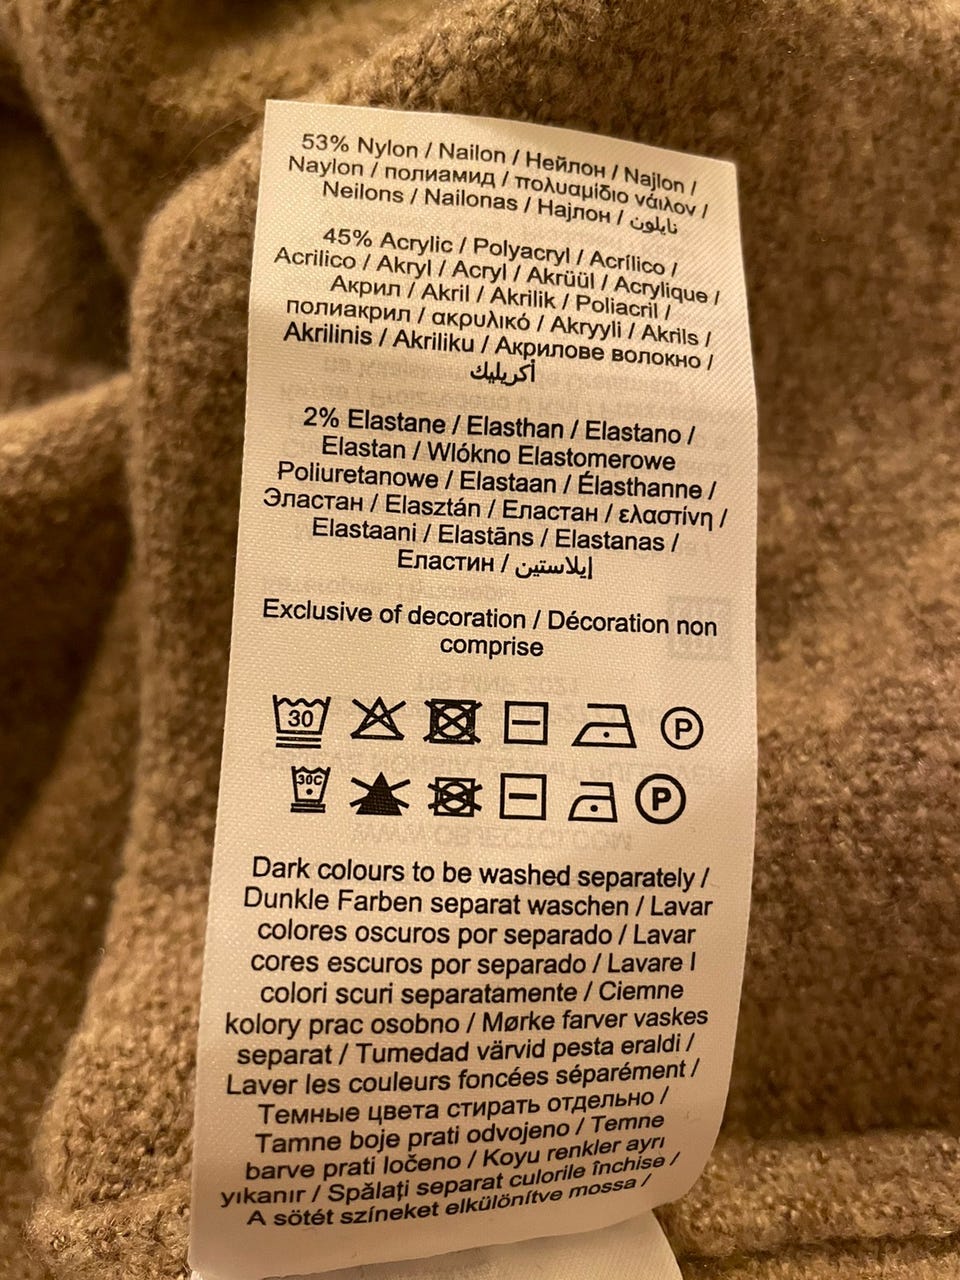 53% Nylon / Nailon / Нейлон / Najlon /
Naylon / полиамид / πολυαμίδιο νάιλον /
Neilons / Nailonas / Најлон / نايلون
45% Acrylic / Polyacryl / Acrílico /
Acrilico / Akryl / Acryl / Akrüül / Acrylique /
Акрил / Akril / Akrilik / Poliacril /
полиакрил / ακρυλικό / Akryyli / Akrils /
Akrilinis / Akriliku / Акрилове волокно /
أكريليك
2% Elastane / Elasthan / Elastano /
Elastan / Wlókno Elastomerowe
Poliuretanowe / Elastaan / Élasthanne /
Эластан / Elasztán / Еластан / ελαστίνη /
Elastaani / Elastāns / Elastanas /
Еластин / إيلاستين
Exclusive of decoration / Décoration non
comprise
30 P
30C P
Dark colours to be washed separately /
Dunkle Farben separat waschen / Lavar
colores oscuros por separado / Lavar
cores escuros por separado / Lavare I
colori scuri separatamente / Ciemne
kolory prac osobno / Mørke farver vaskes
separat / Tumedad värvid pesta eraldi /
Laver les couleurs foncées séparément /
Темные цвета стирать отдельно /
Tamne boje prati odvojeno / Temne
barve prati ločeno / Koyu renkler ayrı
yıkanır / Spălați separat culorile închise /
A sötét színeket elkülönítve mossa /